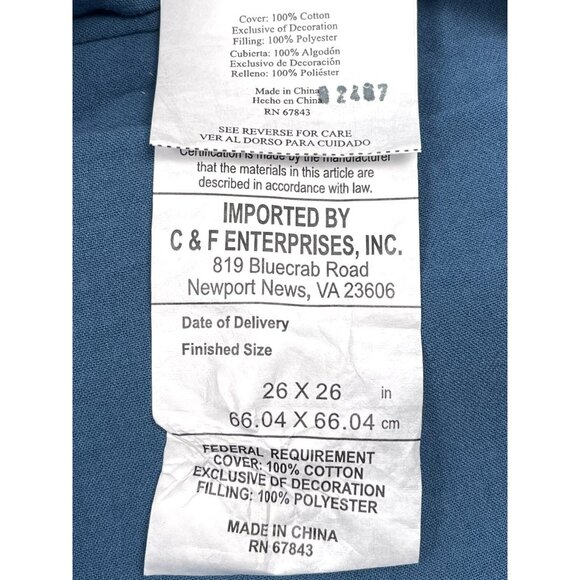 Cover: 100% Cotton
Exclusive of Decoration
Filling: 100% Polyester
Cubierta: 100% Algodón
Exclusivo de Decoración
Relleno: 100% Poliéster
Made in China
Hecho en China
2407
RN 67843
SEE REVERSE FOR CARE
VER AL DORSO PARA CUIDADO
Certification is made by the manufacturer
that the materials in this article are
described in accordance with law.
IMPORTED BY
C & F ENTERPRISES, INC.
819 Bluecrab Road
Newport News, VA 23606
Date of Delivery
Finished Size
26 X 26 in
66.04 X 66.04 cm
FEDERAL REQUIREMENT
COVER: 100% COTTON
EXCLUSIVE OF DECORATION
FILLING: 100% POLYESTER
MADE IN CHINA
RN 67843